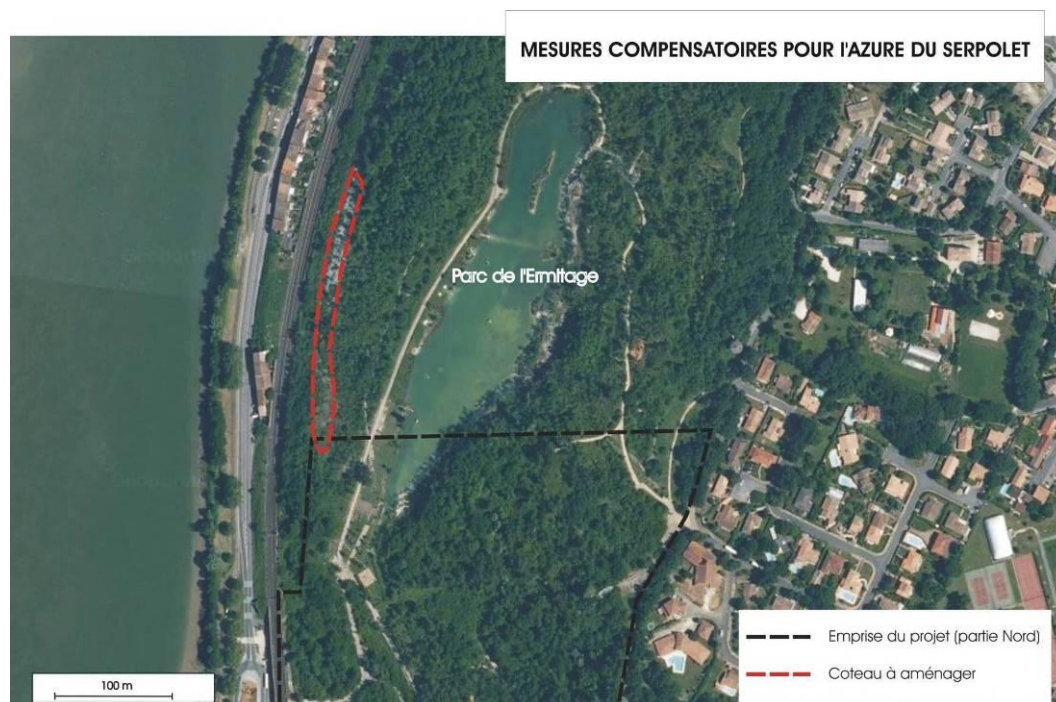 MESURES COMPENSATOIRES POUR l'AZURE DU SERPOLET
Parc de l'Ermitage
Emprise du projet (partie Nord)
Coteau à aménager
100 m